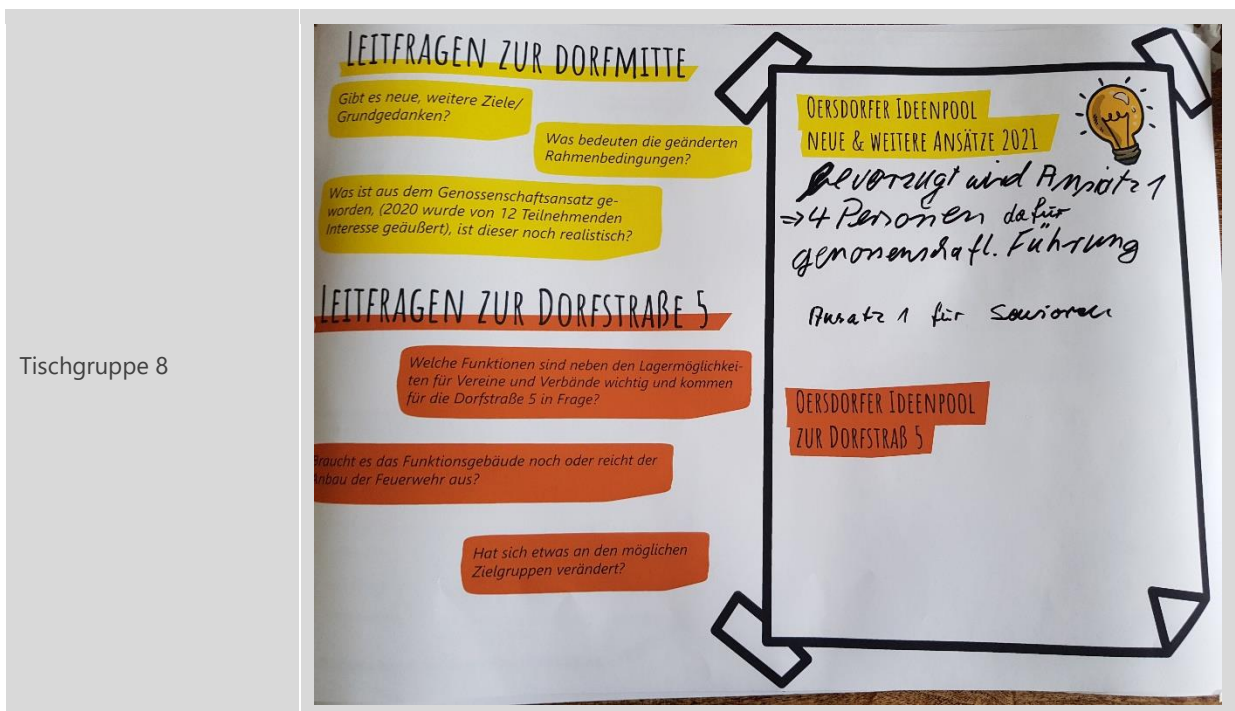 Tischgruppe 8
LEITFRAGEN ZUR DORFMITTE
Gibt es neue, weitere Ziele/
Grundgedanken?
Was bedeuten die geänderten
Rahmenbedingungen?
Was ist aus dem Genossenschaftsansatz ge-
worden, (2020 wurde von 12 Teilnehmenden
Interesse geäußert), ist dieser noch realistisch?
LEITFRAGEN ZUR DORFSTRAßE 5
Welche Funktionen sind neben den Lagermöglichkei-
ten für Vereine und Verbände wichtig und kommen
für die Dorfstraße 5 in Frage?
Braucht es das Funktionsgebäude noch oder reicht der
Anbau der Feuerwehr aus?
Hat sich etwas an den möglichen
Zielgruppen verändert?
OERSDORFER IDEENPOOL
NEUE & WEITERE ANSÄTZE 2021
Bevorzugt wird Ansatz 1
⇒ 4 Personen dafür
genossenschaftl. Führung
Ansatz 1 für Senioren
OERSDORFER IDEENPOOL
ZUR DORFSTRAß 5